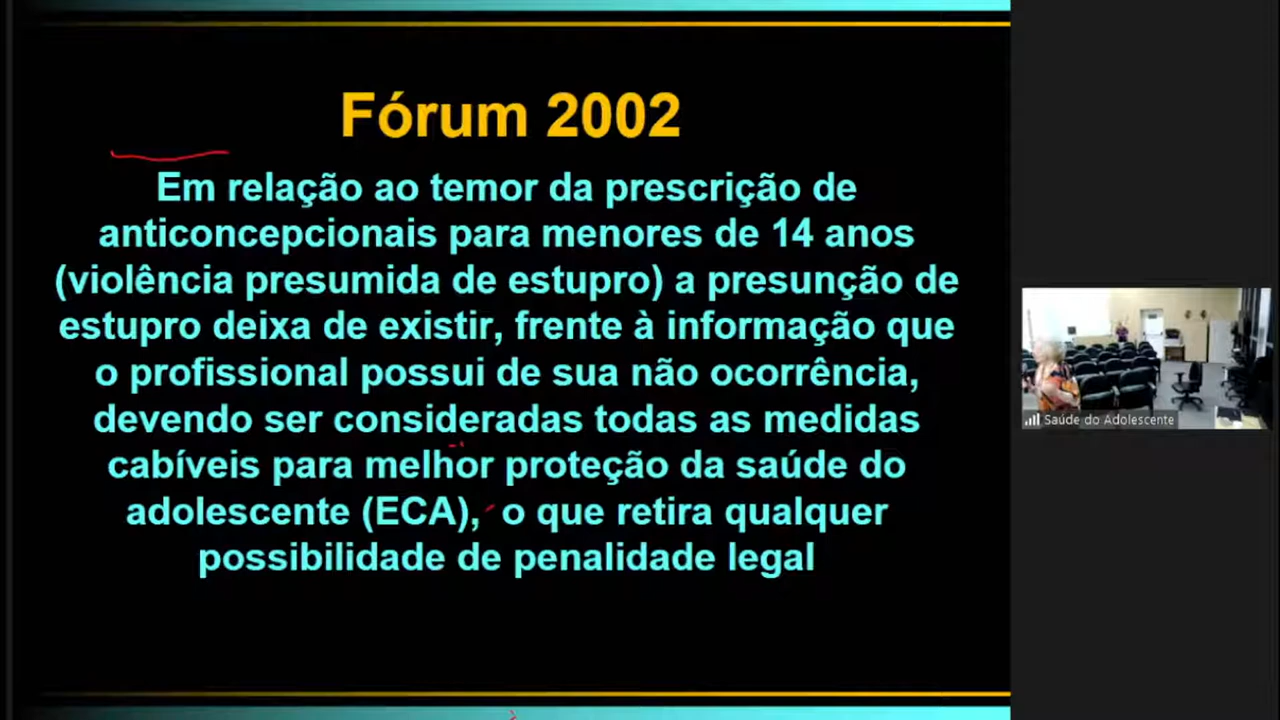 Fórum 2002
Em relação ao temor da prescrição de
anticoncepcionais para menores de 14 anos
(violência presumida de estupro) a presunção de
estupro deixa de existir, frente à informação que
o profissional possui de sua não ocorrência,
devendo ser consideradas todas as medidas
cabíveis para melhor proteção da saúde do
adolescente (ECA), o que retira qualquer
possibilidade de penalidade legal
Saúde do Adolescente